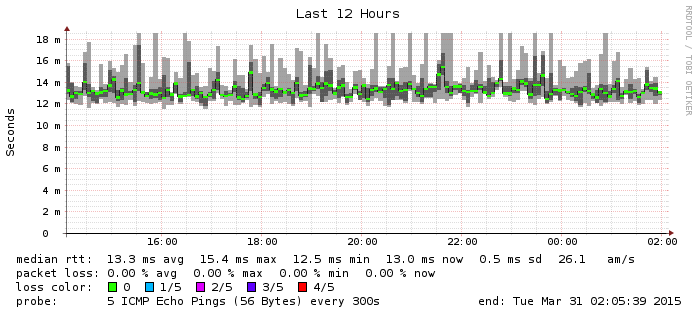 Last 12 Hours
RRDTOOL / TOBI OETIKER
Seconds
18 m
16 m
14 m
12 m
10 m
8 m
6 m
4 m
2 m
0
16:00 18:00 20:00 22:00 00:00 02:00
median rtt: 13.3 ms avg 15.4 ms max 12.5 ms min 13.0 ms now 0.5 ms sd 26.1 am/s
packet loss: 0.00 % avg 0.00 % max 0.00 % min 0.00 % now
loss color: 0 1/5 2/5 3/5 4/5
probe: 5 ICMP Echo Pings (56 Bytes) every 300s end: Tue Mar 31 02:05:39 2015